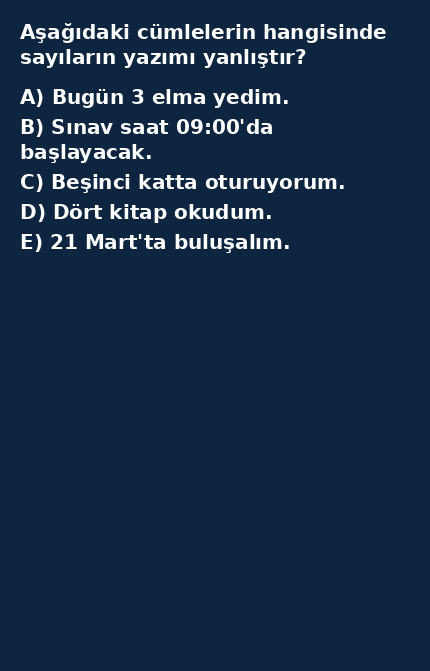 Aşağıdaki cümlelerin hangisinde
sayıların yazımı yanlıştır?
A) Bugün 3 elma yedim.
B) Sınav saat 09:00'da
başlayacak.
C) Beşinci katta oturuyorum.
D) Dört kitap okudum.
E) 21 Mart'ta buluşalım.